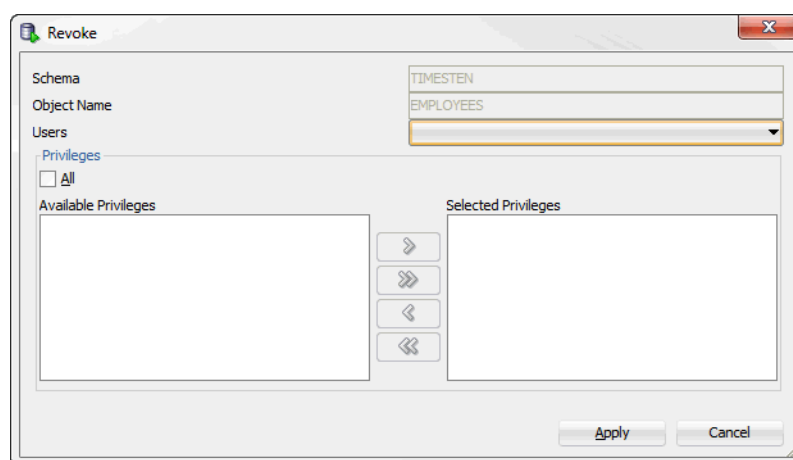 Revoke
Schema
TIMESTEN
Object Name
EMPLOYEES
Users
Privileges
All
Available Privileges
Selected Privileges
Apply
Cancel